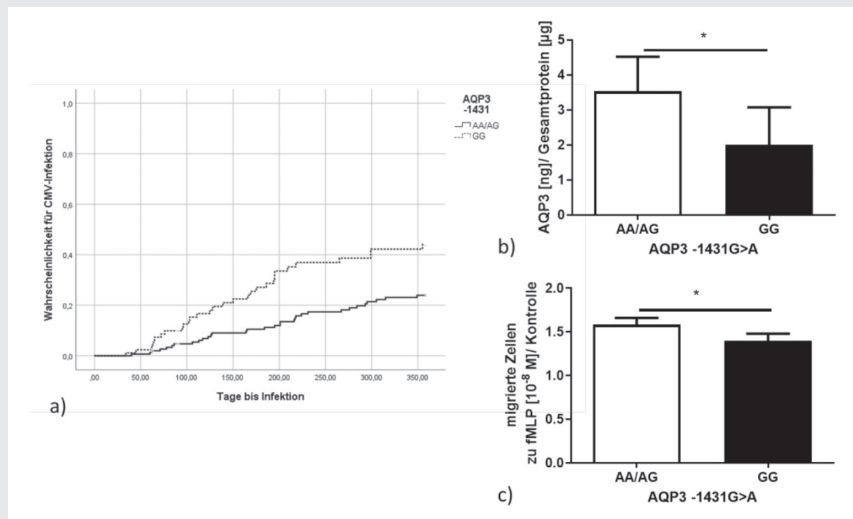 1,0
0,8
0,6
0,4
0,2
0,0
Wahrscheinlichkeit für CMV-Infektion
,00
50,00
100,00
150,00
200,00
250,00
300,00
350,00
Tage bis Infektion
AQP3
-1431
AA/AG
GG
a)
5
4
3
2
1
0
AQP3 [ng]/ Gesamtprotein [µg]
*
AA/AG
GG
AQP3 -1431G>A
b)
2.0
1.5
1.0
0.5
0.0
migrierte Zellen
zu fMLP [10⁻⁸ M]/ Kontrolle
*
AA/AG
GG
AQP3 -1431G>A
c)